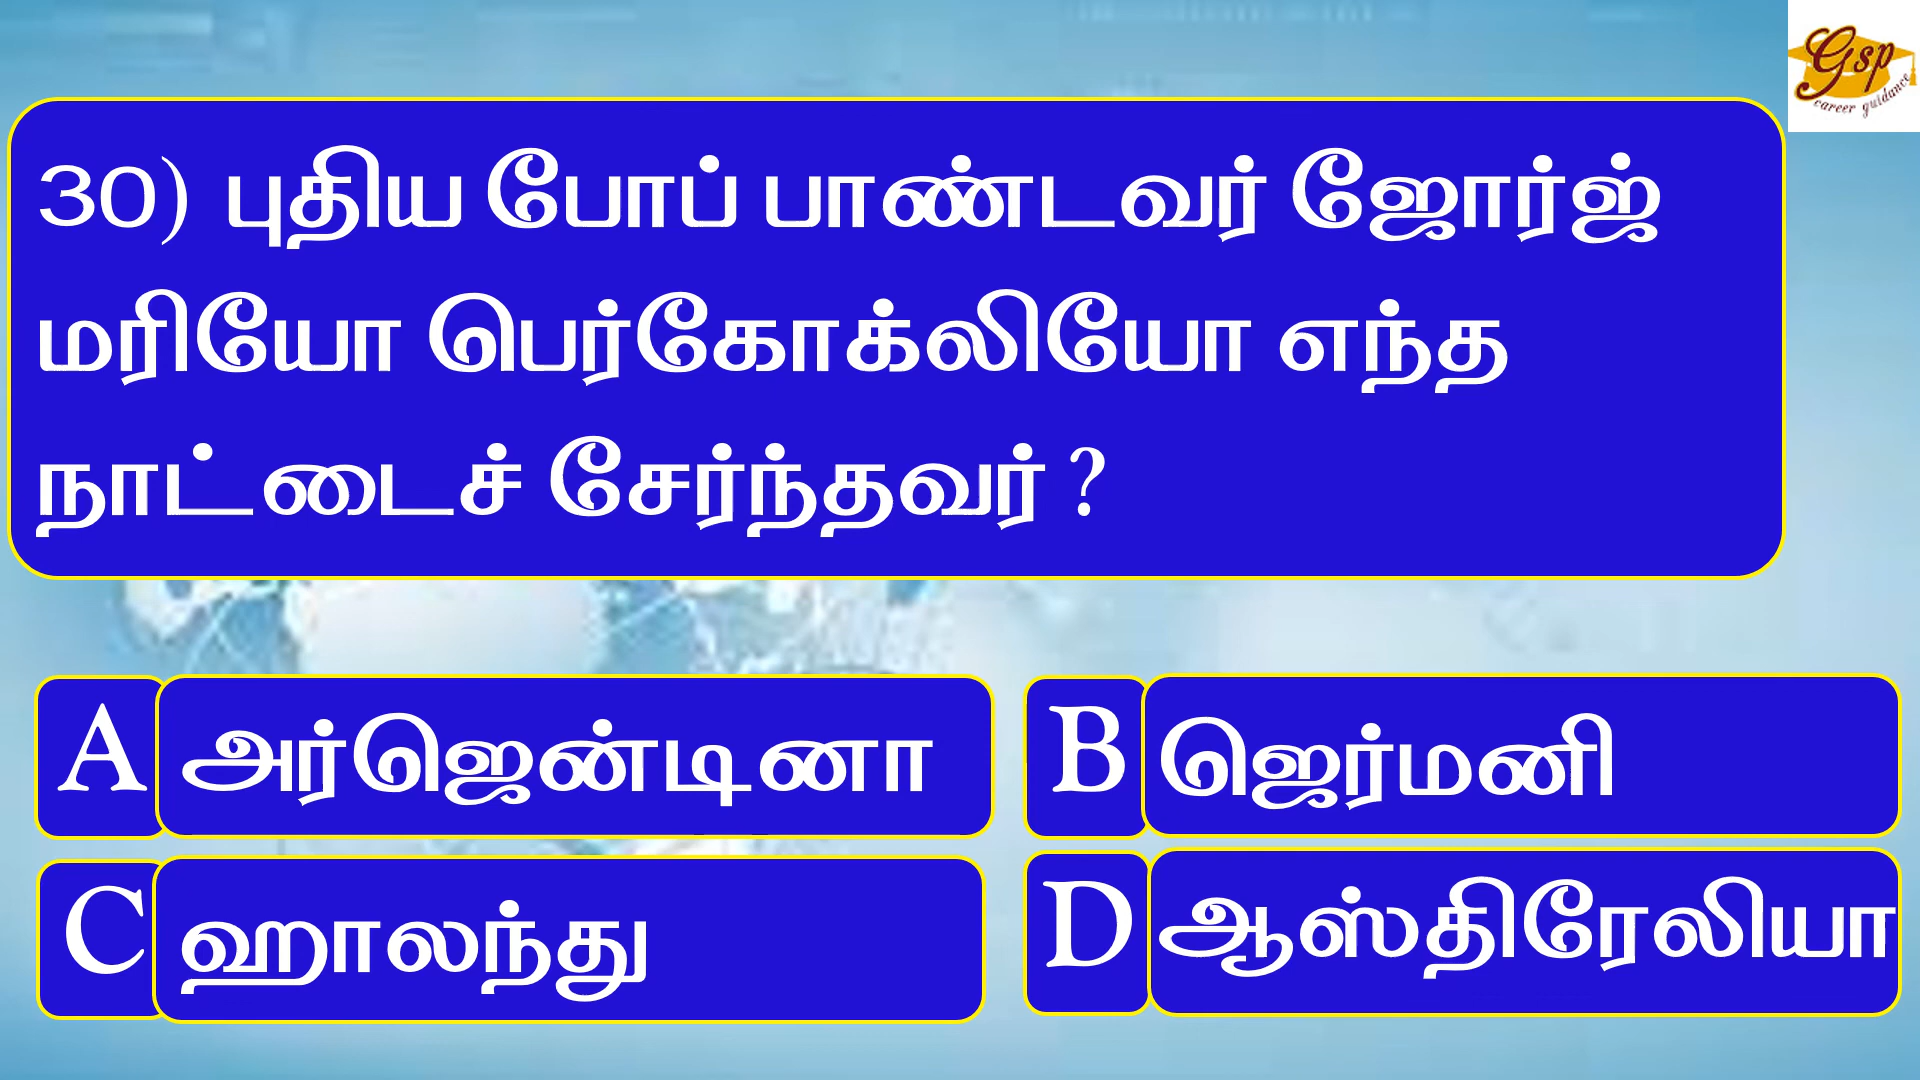 Gsp
career guidance
30) புதிய போப் பாண்டவர் ஜோர்ஜ்
மரியோ பெர்கோக்லியோ எந்த
நாட்டைச் சேர்ந்தவர் ?
A அர்ஜெண்டினா
B ஜெர்மனி
C ஹாலந்து
D ஆஸ்திரேலியா